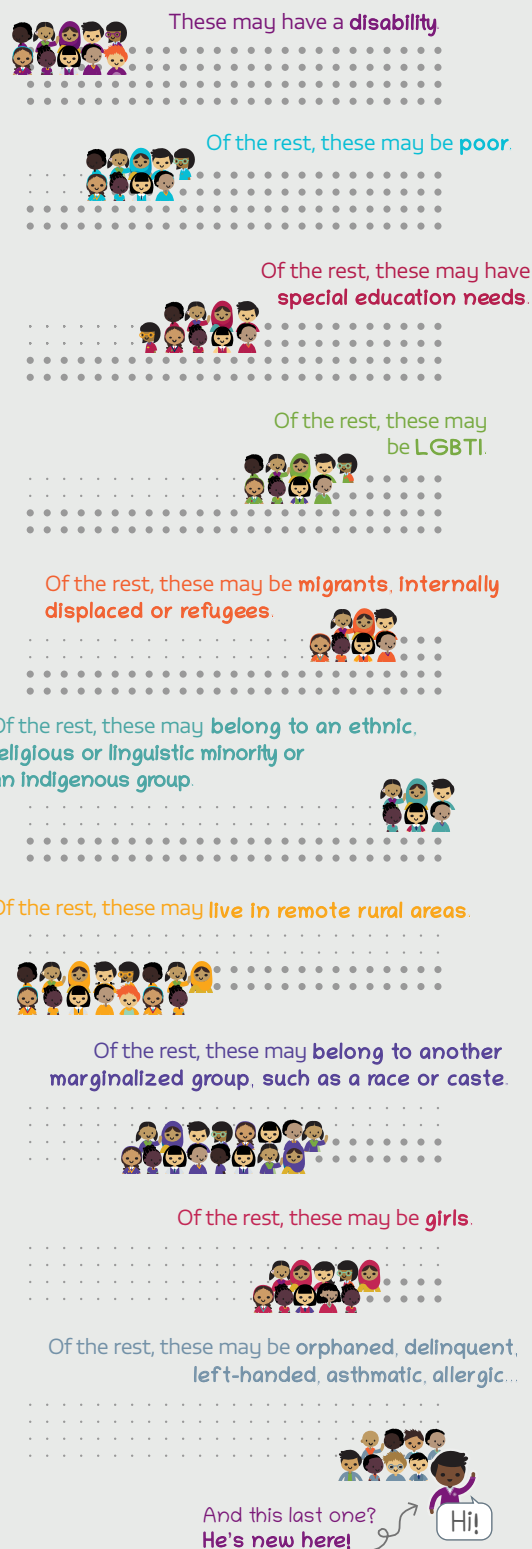 These may have a disability.
Of the rest, these may be poor.
Of the rest, these may have
special education needs.
Of the rest, these may
be LGBTI.
Of the rest, these may be migrants, internally
displaced or refugees.
Of the rest, these may belong to an ethnic,
religious or linguistic minority or
an indigenous group.
Of the rest, these may live in remote rural areas.
Of the rest, these may belong to another
marginalized group, such as a race or caste.
Of the rest, these may be girls.
Of the rest, these may be orphaned, delinquent,
left-handed, asthmatic, allergic...
And this last one?
He's new here!
Hi!